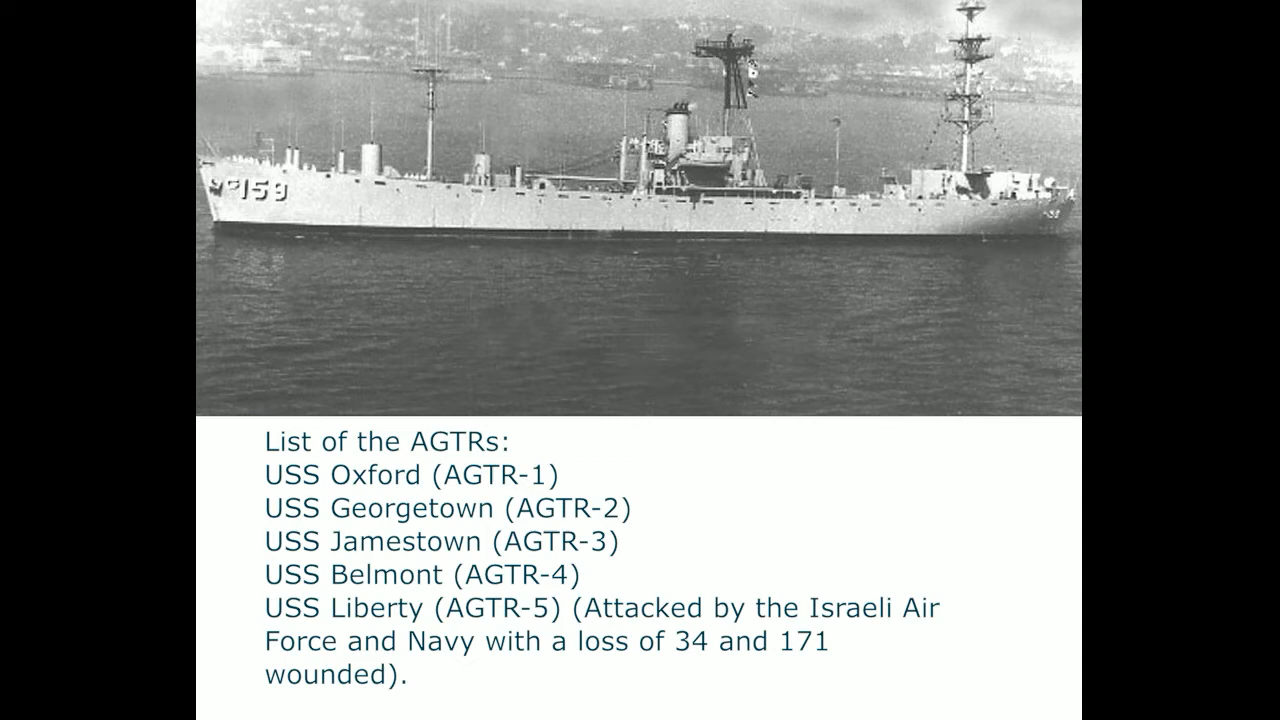 159
List of the AGTRs:
USS Oxford (AGTR-1)
USS Georgetown (AGTR-2)
USS Jamestown (AGTR-3)
USS Belmont (AGTR-4)
USS Liberty (AGTR-5) (Attacked by the Israeli Air
Force and Navy with a loss of 34 and 171
wounded).